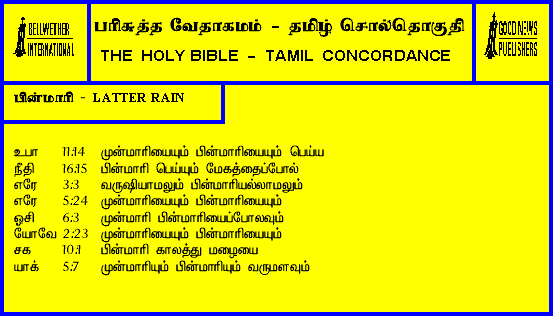 BELLWETHER
INTERNATIONAL
பரிசுத்த வேதாகமம் - தமிழ் சொல்தொகுதி
THE HOLY BIBLE - TAMIL CONCORDANCE
GOOD NEWS
PUBLISHERS
பின்மாரி - LATTER RAIN
உபா 11:14 முன்மாரியையும் பின்மாரியையும் பெய்ய
நீதி 16:15 பின்மாரி பெய்யும் மேகத்தைப்போல்
எரே 3:3 வருஷியாமலும் பின்மாரியல்லாமலும்
எரே 5:24 முன்மாரியையும் பின்மாரியையும்
ஓசி 6:3 முன்மாரி பின்மாரியைப்போலவும்
யோவே 2:23 முன்மாரியையும் பின்மாரியையும்
சக 10:1 பின்மாரி காலத்து மழையை
யாக் 5:7 முன்மாரியும் பின்மாரியும் வருமளவும்